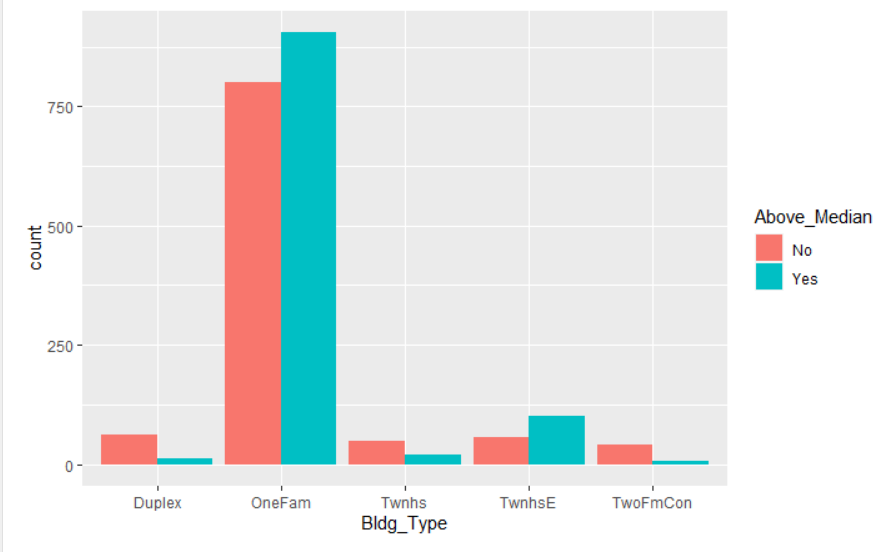 750
500
250
0
count
Duplex OneFam Twnhs TwnhsE TwoFmCon
Bldg_Type
Above_Median
No
Yes